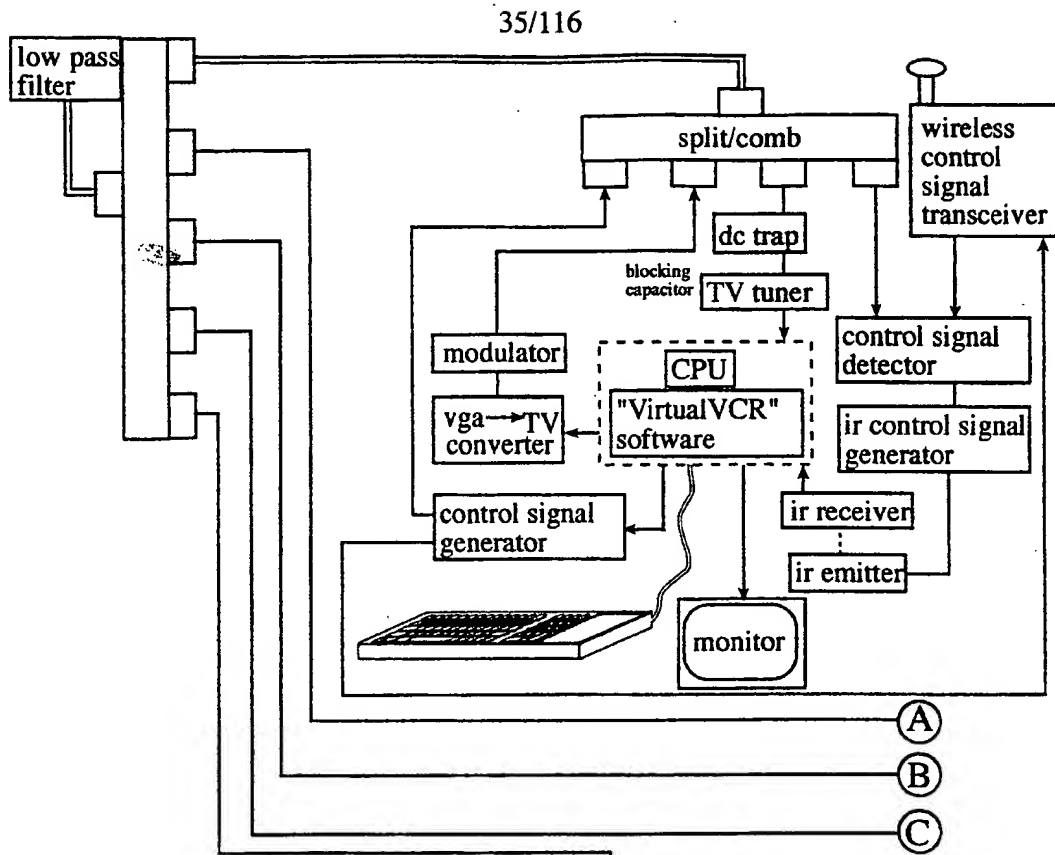 35/116
low pass
filter
split/comb
wireless
control
signal
transceiver
dc trap
blocking
capacitor
TV tuner
modulator
CPU
control signal
detector
vga→TV
converter
"VirtualVCR"
software
ir control signal
generator
control signal
generator
ir receiver
ir emitter
monitor
A
B
C